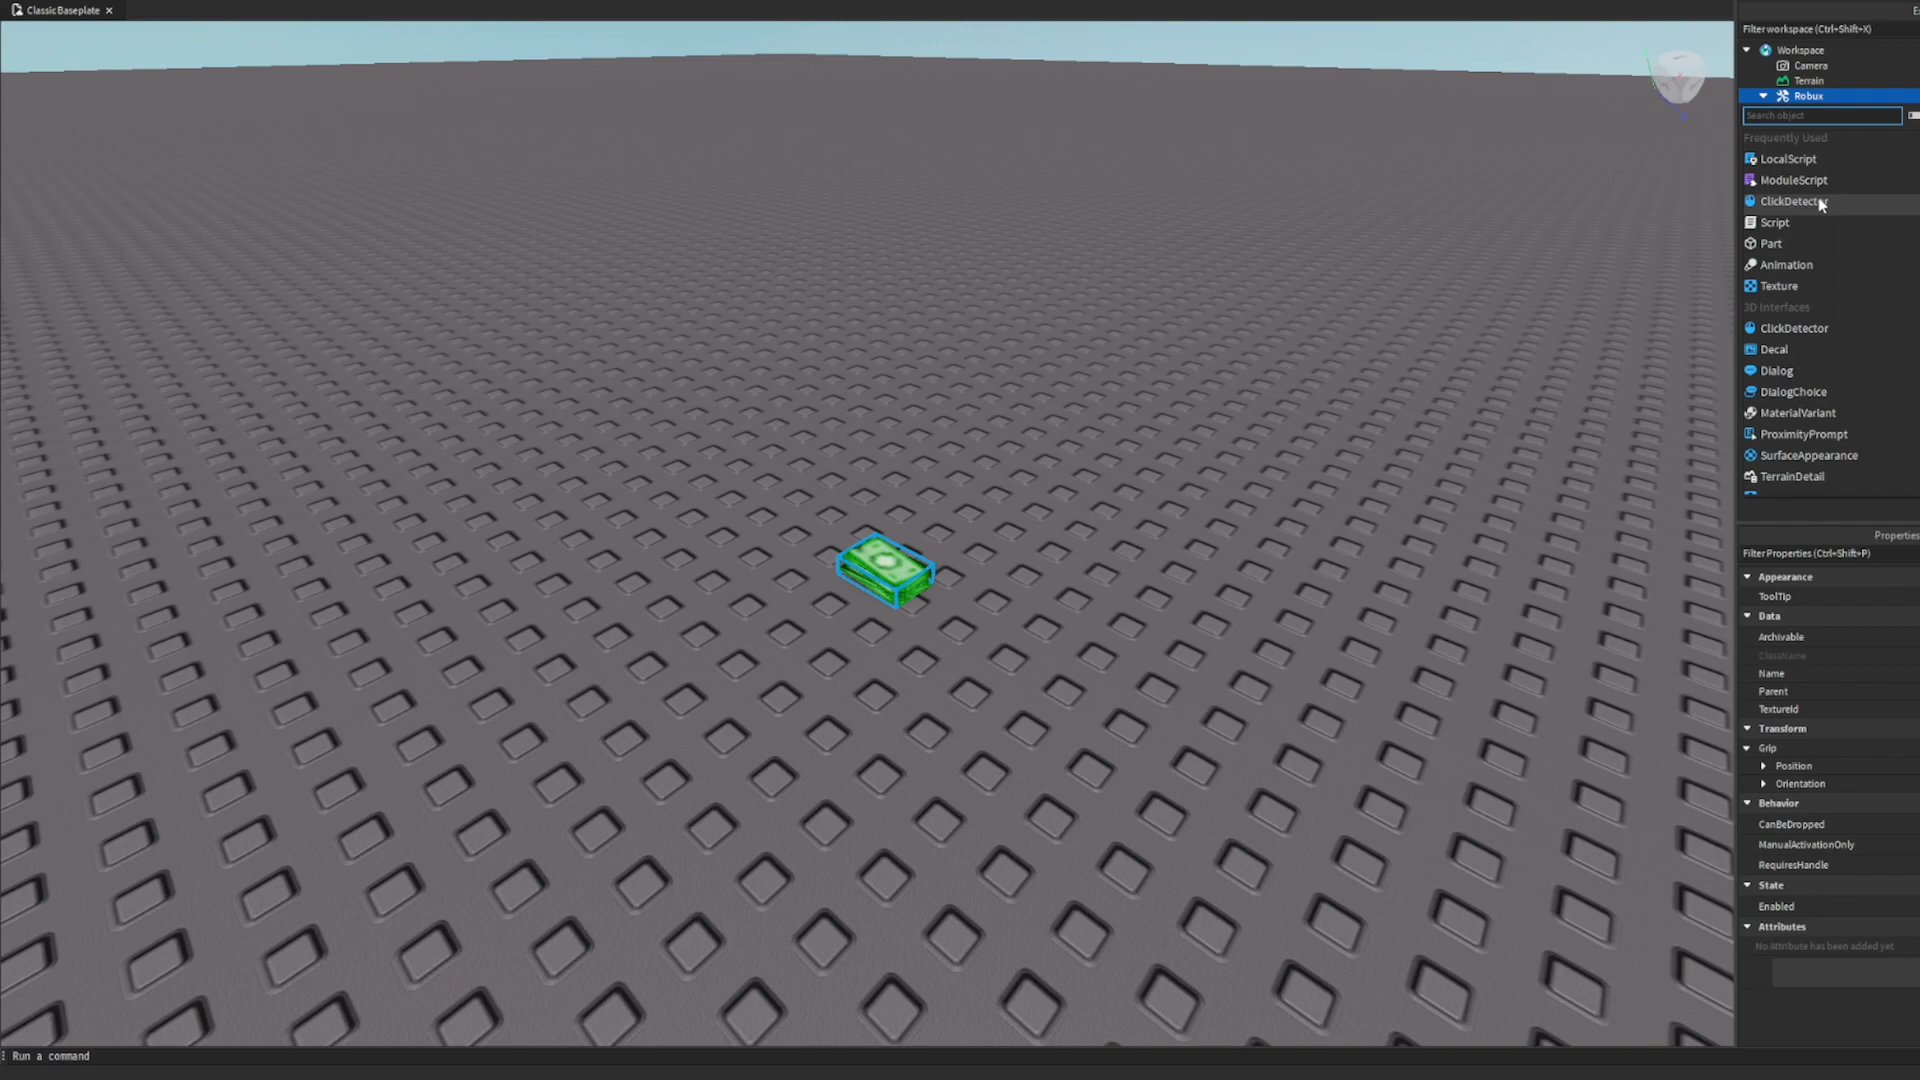 ClassicBaseplate ×
Filter workspace (Ctrl+Shift+X)
Workspace
Camera
Terrain
Robux
Search object
Frequently Used
LocalScript
ModuleScript
ClickDetector
Script
Part
Animation
Texture
3D Interfaces
ClickDetector
Decal
Dialog
DialogChoice
MaterialVariant
ProximityPrompt
SurfaceAppearance
TerrainDetail
Properties
Filter Properties (Ctrl+Shift+P)
Appearance
ToolTip
Data
Archivable
ClassName
Name
Parent
TextureId
Transform
Grip
Position
Orientation
Behavior
CanBeDropped
ManualActivationOnly
RequiresHandle
State
Enabled
Attributes
No Attribute has been added yet
Run a command